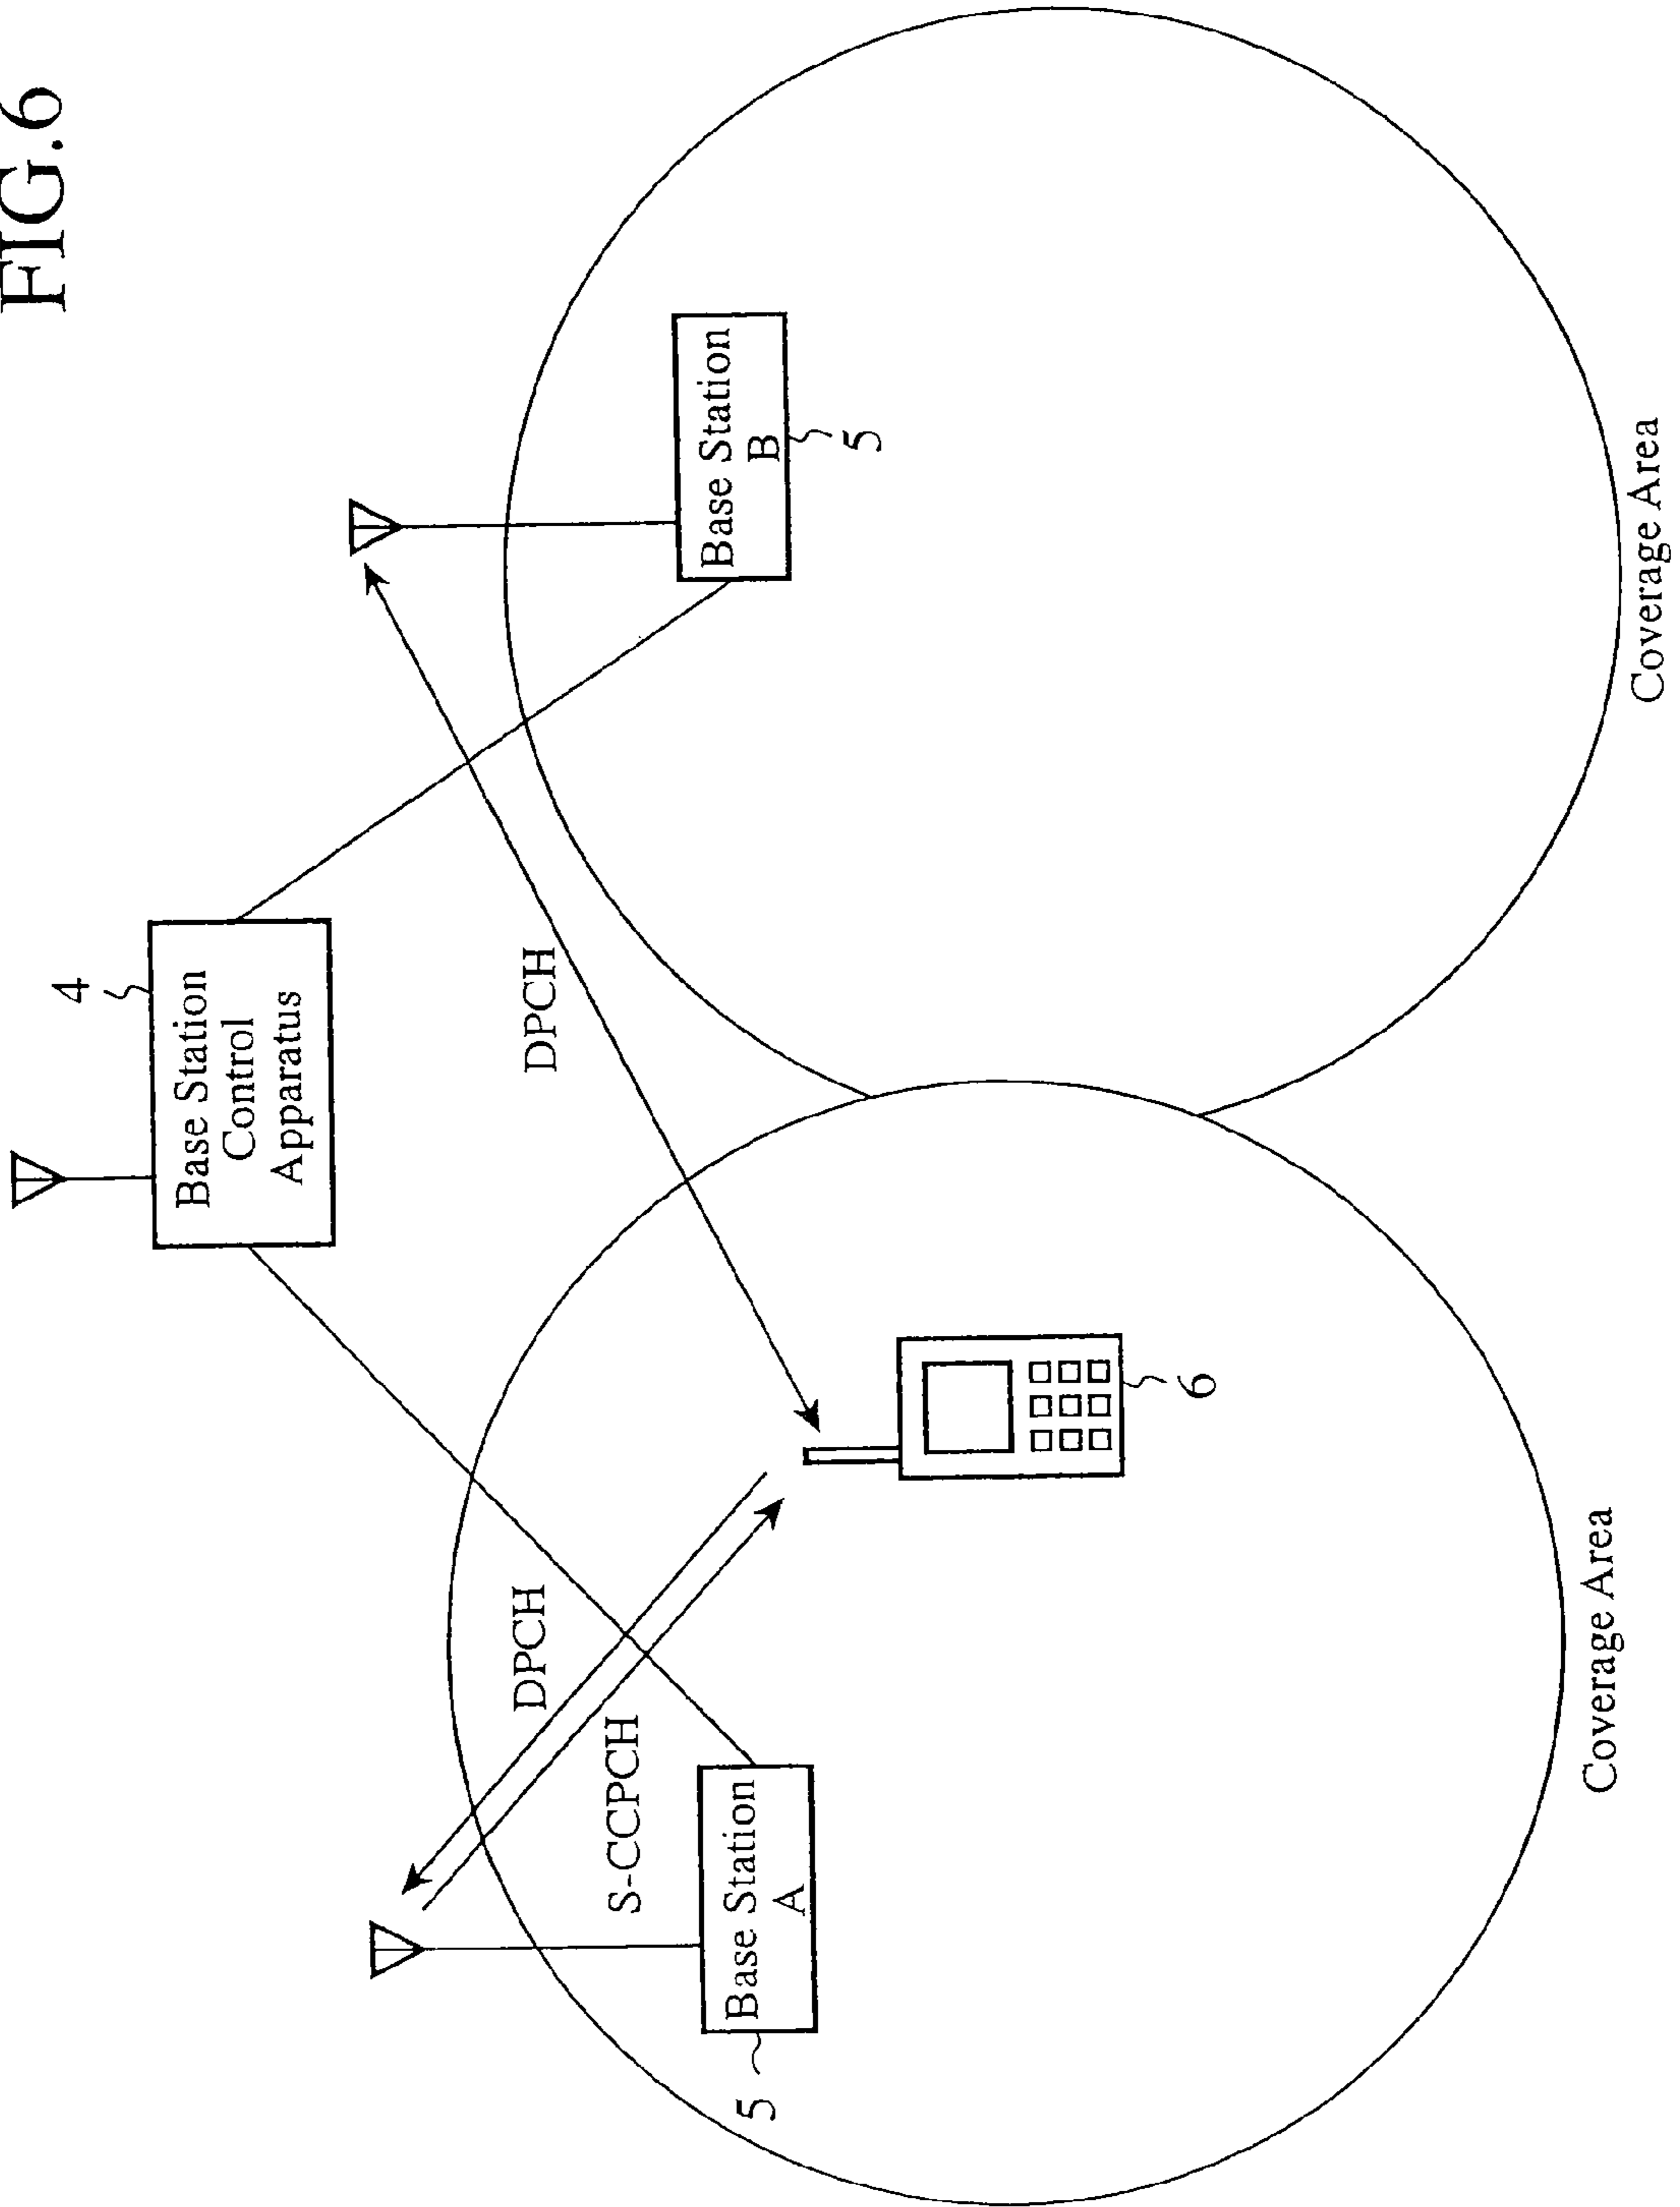 FIG.6
4
Base Station
Control
Apparatus
DPCH
DPCH
S-CCPCH
Base Station
A
5
Base Station
B
5
6
Coverage Area
Coverage Area